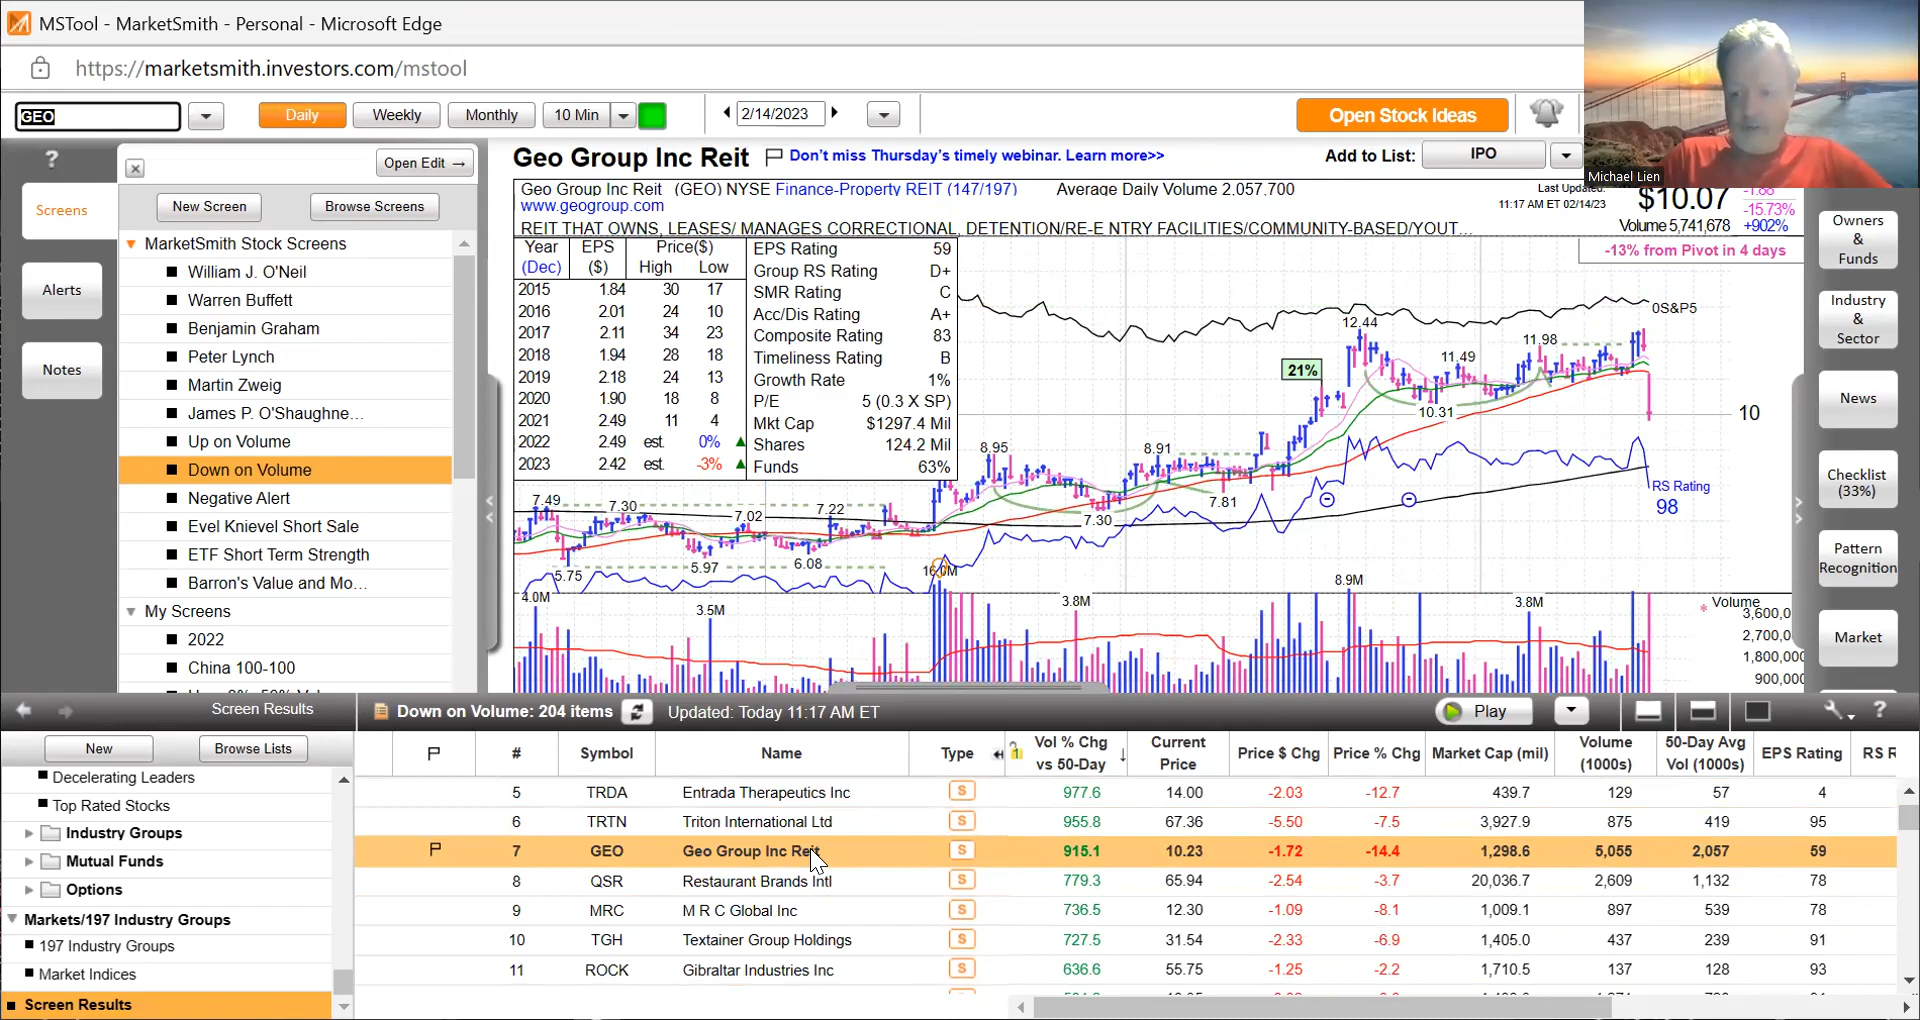 MSTool - MarketSmith - Personal - Microsoft Edge
https://marketsmith.investors.com/mstool
GEO
Daily
Weekly
Monthly
10 Min
2/14/2023
Open Stock Ideas
Michael Lien
?
Screens
Alerts
Notes
Open Edit →
New Screen
Browse Screens
MarketSmith Stock Screens
William J. O'Neil
Warren Buffett
Benjamin Graham
Peter Lynch
Martin Zweig
James P. O'Shaughne...
Up on Volume
Down on Volume
Negative Alert
Evel Knievel Short Sale
ETF Short Term Strength
Barron's Value and Mo...
My Screens
2022
China 100-100
Geo Group Inc Reit
Don't miss Thursday's timely webinar. Learn more>>
Add to List:
IPO
Geo Group Inc Reit (GEO) NYSE Finance-Property REIT (147/197) Average Daily Volume 2,057,700
www.geogroup.com
REIT THAT OWNS, LEASES/ MANAGES CORRECTIONAL, DETENTION/RE-E NTRY FACILITIES/COMMUNITY-BASED/YOUT...
Last Updated:
11:17 AM ET 02/14/23
$10.07
-1.88
-15.73%
Volume 5,741,678 +902%
-13% from Pivot in 4 days
Year (Dec) EPS ($) Price($) High Low
2015 1.84 30 17
2016 2.01 24 10
2017 2.11 34 23
2018 1.94 28 18
2019 2.18 24 13
2020 1.90 18 8
2021 2.49 11 4
2022 2.49 est. 0%
2023 2.42 est. -3%
EPS Rating 59
Group RS Rating D+
SMR Rating C
Acc/Dis Rating A+
Composite Rating 83
Timeliness Rating B
Growth Rate 1%
P/E 5 (0.3 X SP)
Mkt Cap $1297.4 Mil
Shares 124.2 Mil
Funds 63%
0S&P5
12.44
11.98
11.49
21%
10.31
10
8.95
8.91
7.81
7.30
7.49
7.30
7.02
7.22
5.75
5.97
6.08
RS Rating
98
16.0M
4.0M
3.5M
3.8M
8.9M
3.8M
Volume
3,600,0
2,700,0
1,800,00
900,00
Owners & Funds
Industry & Sector
News
Checklist (33%)
Pattern Recognition
Market
Screen Results
Down on Volume: 204 items
Updated: Today 11:17 AM ET
Play
?
New
Browse Lists
Decelerating Leaders
Top Rated Stocks
Industry Groups
Mutual Funds
Options
Markets/197 Industry Groups
197 Industry Groups
Market Indices
Screen Results
# Symbol Name Type Vol % Chg vs 50-Day Current Price Price $ Chg Price % Chg Market Cap (mil) Volume (1000s) 50-Day Avg Vol (1000s) EPS Rating RS R
5 TRDA Entrada Therapeutics Inc S 977.6 14.00 -2.03 -12.7 439.7 129 57 4
6 TRTN Triton International Ltd S 955.8 67.36 -5.50 -7.5 3,927.9 875 419 95
7 GEO Geo Group Inc Reit S 915.1 10.23 -1.72 -14.4 1,298.6 5,055 2,057 59
8 QSR Restaurant Brands Intl S 779.3 65.94 -2.54 -3.7 20,036.7 2,609 1,132 78
9 MRC M R C Global Inc S 736.5 12.30 -1.09 -8.1 1,009.1 897 539 78
10 TGH Textainer Group Holdings S 727.5 31.54 -2.33 -6.9 1,405.0 437 239 91
11 ROCK Gibraltar Industries Inc S 636.6 55.75 -1.25 -2.2 1,710.5 137 128 93